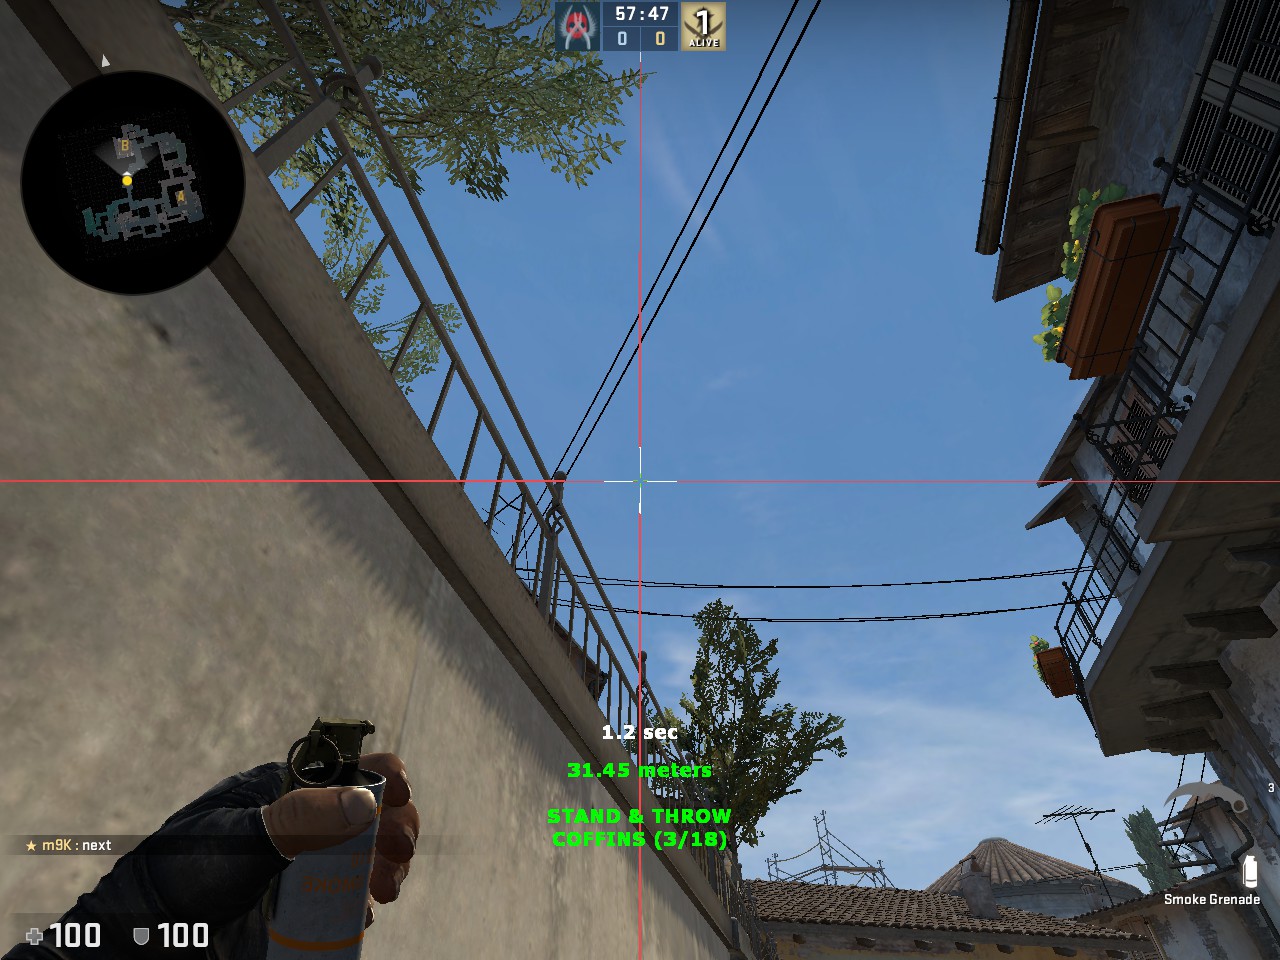 57:47
0 0
1
ALIVE
B
A
1.2 sec
31.45 meters
STAND & THROW
COFFINS (3/18)
★ m9K : next
3
Smoke Grenade
100 100